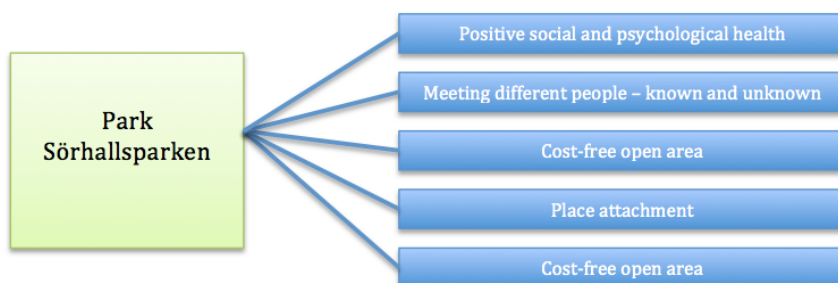 Park
Sörhallsparken
Positive social and psychological health
Meeting different people – known and unknown
Cost-free open area
Place attachment
Cost-free open area